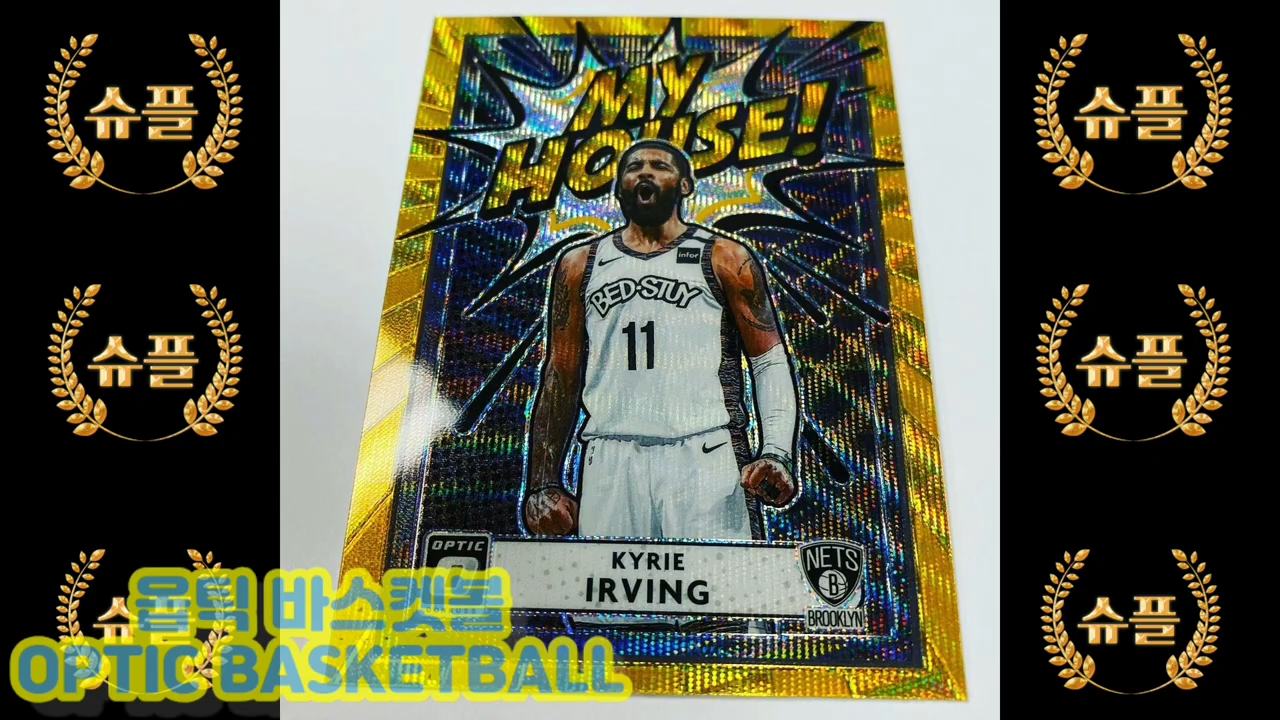 슈플
슈플
MY
HOUSE!
infor
BED-STUY
11
슈플
슈플
OPTIC
KYRIE
IRVING
NETS
B
BROOKLYN
슈플
슈플
옵틱 바스켓볼
OPTIC BASKETBALL